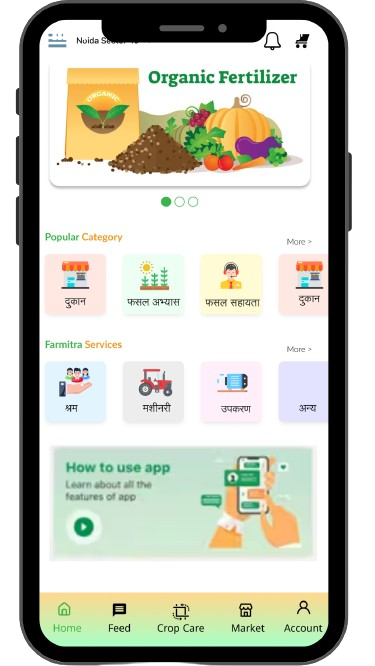 Noida Sector
Organic Fertilizer
ORGANIC
Popular Category
More >
दुकान
फसल अभ्यास
फसल सहायता
दुकान
Farmitra Services
More >
श्रम
मशीनरी
उपकरण
अन्य
How to use app
Learn about all the
features of app
Home
Feed
Crop Care
Market
Account